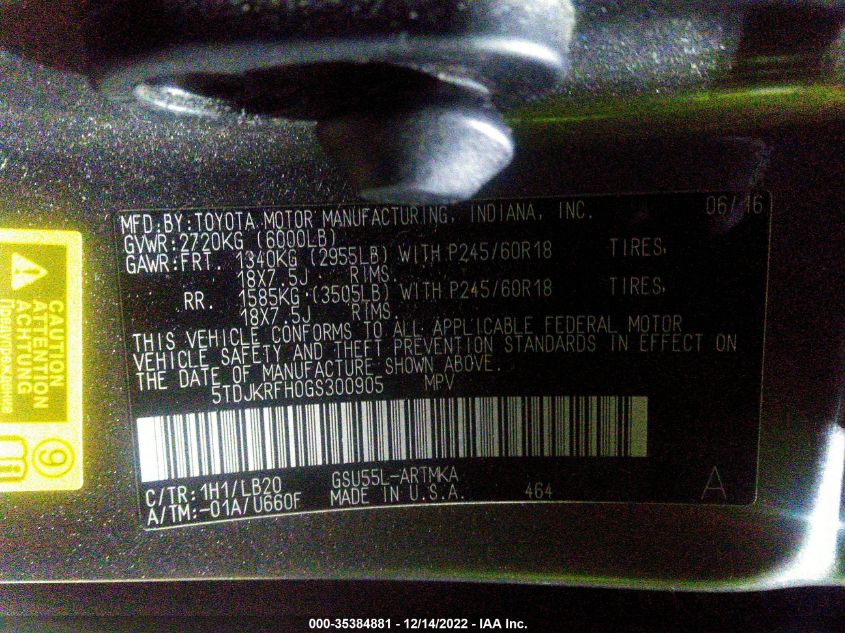 MFD. BY: TOYOTA MOTOR MANUFACTURING, INDIANA, INC. 06/16
GVWR: 2720KG (6000LB)
GAWR: FRT. 1340KG (2955LB) WITH P245/60R18 TIRES,
18X7.5J RIMS.
RR. 1585KG (3505LB) WITH P245/60R18 TIRES,
18X7.5J RIMS.
THIS VEHICLE CONFORMS TO ALL APPLICABLE FEDERAL MOTOR
VEHICLE SAFETY AND THEFT PREVENTION STANDARDS IN EFFECT ON
THE DATE OF MANUFACTURE SHOWN ABOVE.
5TDJKRFH0GS300905 MPV
C/TR: 1H1/LB20 GSU55L-ARTMKA
A/TM:-01A/U660F MADE IN U.S.A. 464 A
CAUTION
ATTENTION
ACHTUNG
9
000-35384881 - 12/14/2022 - IAA Inc.